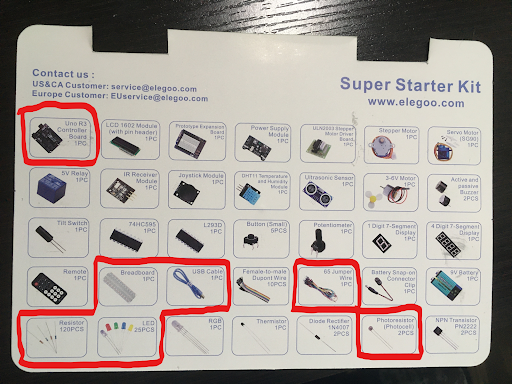 Contact us :
US&CA Customer: service@elegoo.com
Europe Customer: EUservice@elegoo.com
Super Starter Kit
www.elegoo.com
Uno R3
Controller
Board
1PC
LCD 1602 Module
(with pin header)
1PC
Prototype Expansion
Board
1PC
Power Supply
Module
1PC
ULN2003 Stepper
Motor Driver
Board
1PC
Stepper
Motor
1PC
Servo Motor
(SG90)
1PC
5V Relay
1PC
IR Receiver
Module
1PC
Joystick Module
1PC
DHT11 Temperature
and Humidity
Module
1PC
Ultrasonic Sensor
1PC
3-6V Motor
1PC
Active and
passive
Buzzer
2PCS
Tilt Switch
1PC
74HC595
1PC
L293D
1PC
Button (Small)
5PCS
Potentiometer
1PC
1 Digit 7-Segment
Display
1PC
4 Digit 7-Segment
Display
1PC
Remote
1PC
Breadboard
1PC
USB Cable
1PC
Female-to-male
Dupont Wire
10PCS
65 Jumper
Wire
1PC
Battery Snap-on
Connector
Clip
1PC
9V Battery
1PC
Resistor
120PCS
LED
25PCS
RGB
1PC
Thermistor
1PC
Diode Rectifier
1N4007
2PCS
Photoresistor
(Photocell)
2PCS
NPN Transistor
PN2222
2PCS